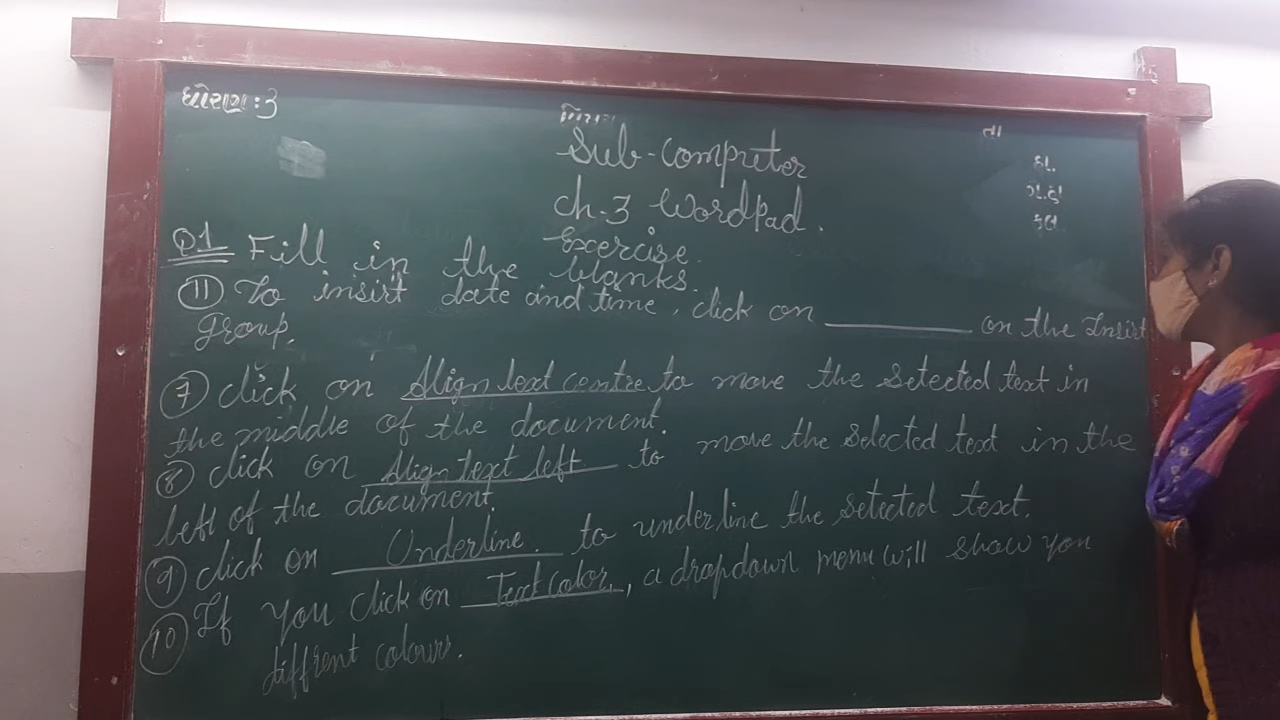 ધોરણ : 3
તા
હા.
ગે.હા.
કુલ
Sub-Computer
ch.3 WordPad.
Exercise.
Q1 Fill in the blanks.
(11) To insirt date and time, click on ________ on the Insirt
group.
(7) click on Align text centre to move the selected text in
the middle of the document.
(8) click on Align text left to move the selected text in the
left of the document.
(9) click on Underline. to underline the selected text.
(10) If you click on Text color, a dropdown menu will show you
diffrent colours.